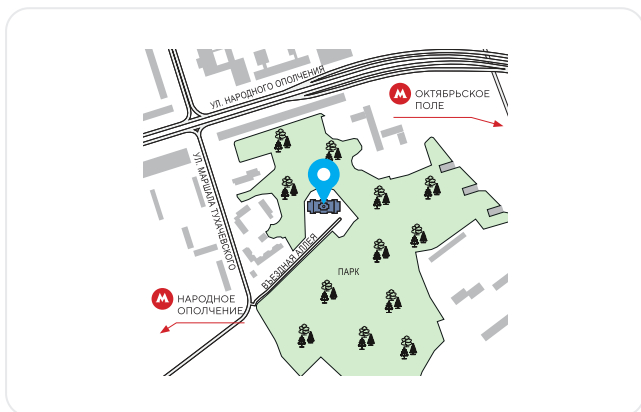 УЛ. НАРОДНОГО ОПОЛЧЕНИЯ
М ОКТЯБРЬСКОЕ
ПОЛЕ
УЛ. МАРШАЛА ТУХАЧЕВСКОГО
ВЪЕЗДНАЯ АЛЛЕЯ
ПАРК
М НАРОДНОЕ
ОПОЛЧЕНИЕ